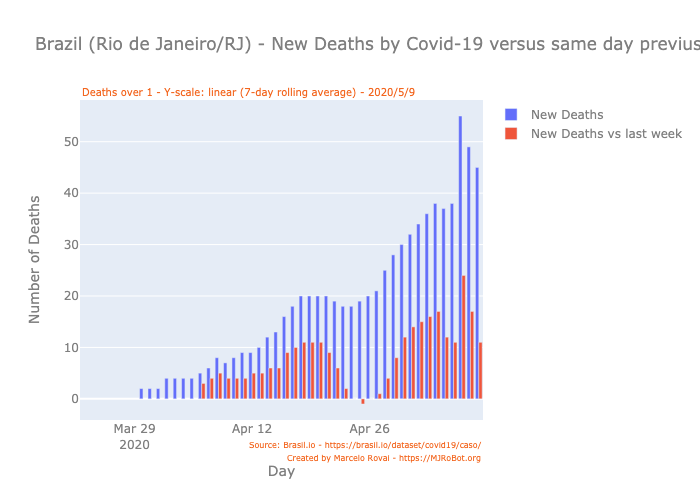 Brazil (Rio de Janeiro/RJ) - New Deaths by Covid-19 versus same day previus
Deaths over 1 - Y-scale: linear (7-day rolling average) - 2020/5/9
New Deaths
New Deaths vs last week
Number of Deaths
50
40
30
20
10
0
Mar 29
2020
Apr 12
Apr 26
Source: Brasil.io - https://brasil.io/dataset/covid19/caso/
Created by Marcelo Rovai - https://MJRoBot.org
Day